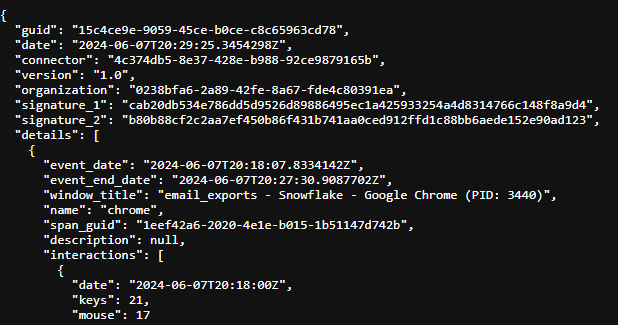 {
"guid": "15c4ce9e-9059-45ce-b0ce-c8c65963cd78",
"date": "2024-06-07T20:29:25.3454298Z",
"connector": "4c374db5-8e37-428e-b988-92ce9879165b",
"version": "1.0",
"organization": "0238bfa6-2a89-42fe-8a67-fde4c80391ea",
"signature_1": "cab20db534e786dd5d9526d89886495ec1a425933254a4d8314766c148f8a9d4",
"signature_2": "b80b88cf2c2aa7ef450b86f431b741aa0ced912ffd1c88bb6aede152e90ad123",
"details": [
{
"event_date": "2024-06-07T20:18:07.8334142Z",
"event_end_date": "2024-06-07T20:27:30.9087702Z",
"window_title": "email_exports - Snowflake - Google Chrome (PID: 3440)",
"name": "chrome",
"span_guid": "1eef42a6-2020-4e1e-b015-1b51147d742b",
"description": null,
"interactions": [
{
"date": "2024-06-07T20:18:00Z",
"keys": 21,
"mouse": 17